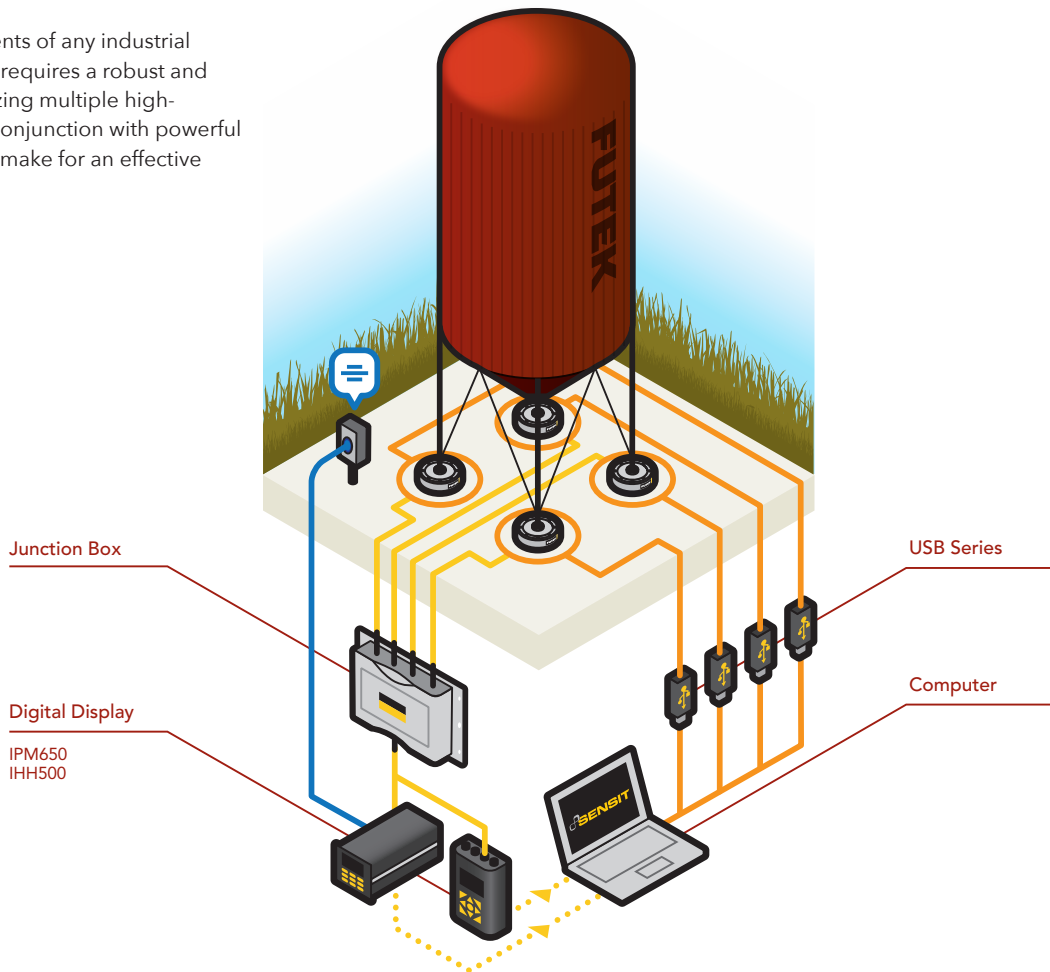 ents of any industrial
requires a robust and
zing multiple high-
onjunction with powerful
make for an effective
FUTEK
Junction Box
USB Series
Digital Display
IPM650
IHH500
Computer
SENSIT